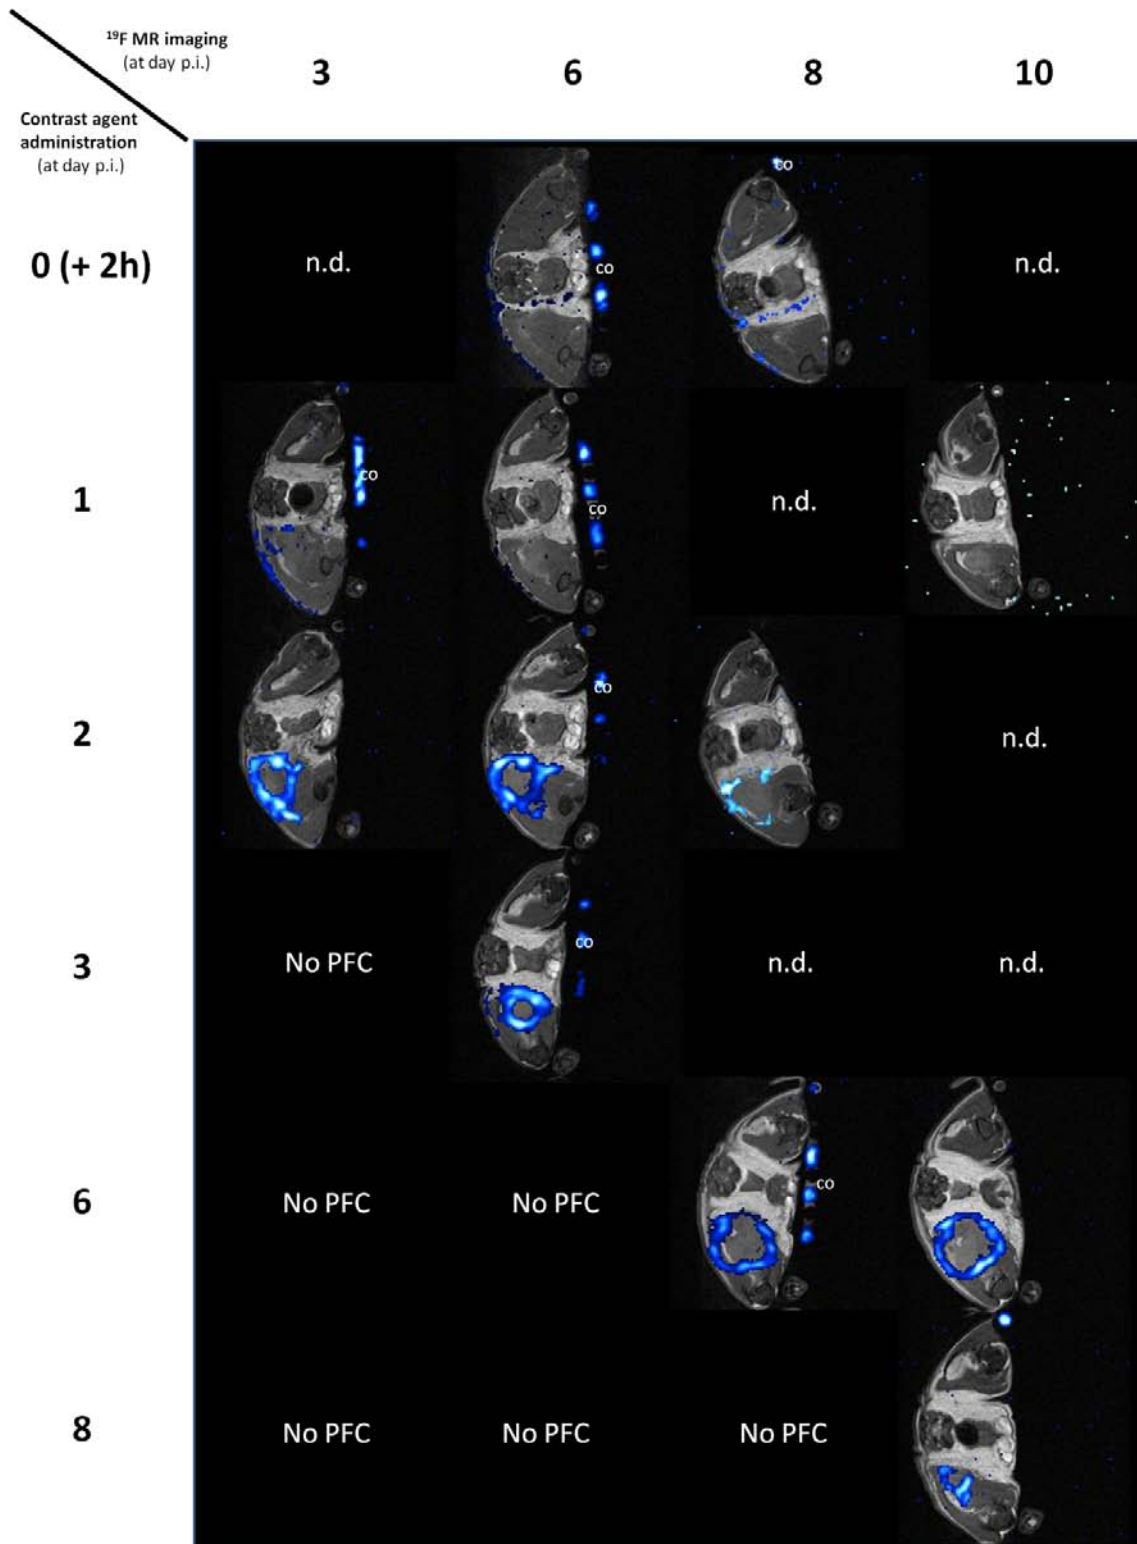 ¹⁹F MR imaging
(at day p.i.)
3 6 8 10
Contrast agent
administration
(at day p.i.)
0 (+ 2h) n.d. co co n.d.
1 co co n.d.
2 co n.d.
3 No PFC co n.d. n.d.
6 No PFC No PFC co
8 No PFC No PFC No PFC